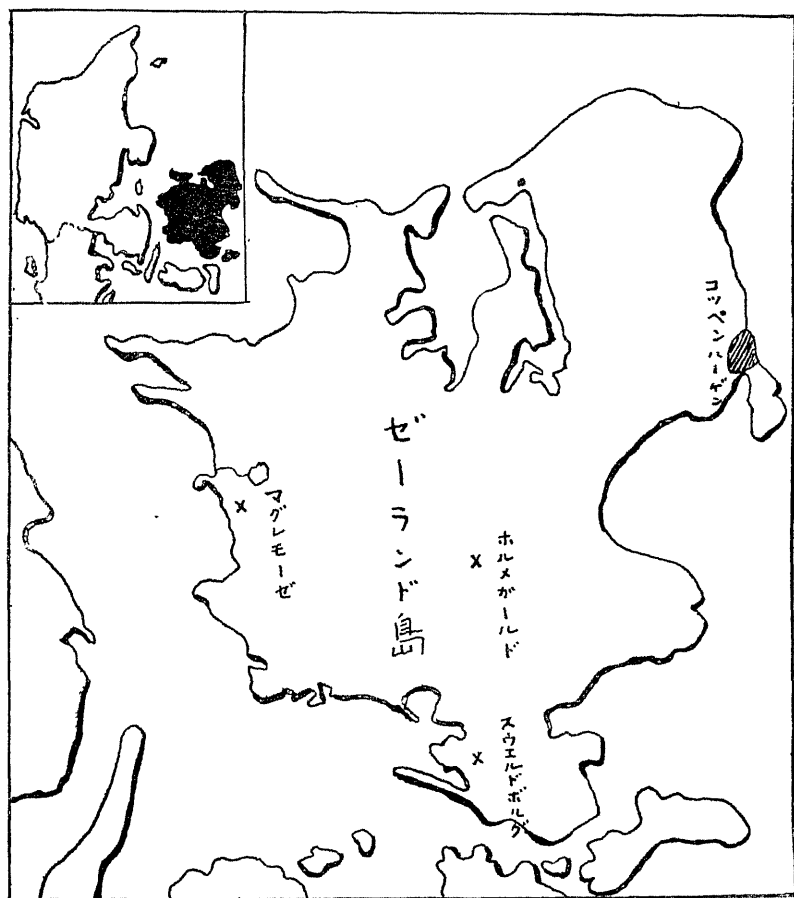 コッペンハーゲン
ゼーランド島
マグレモーゼ
ホルメガールド
スウエルドボルグ